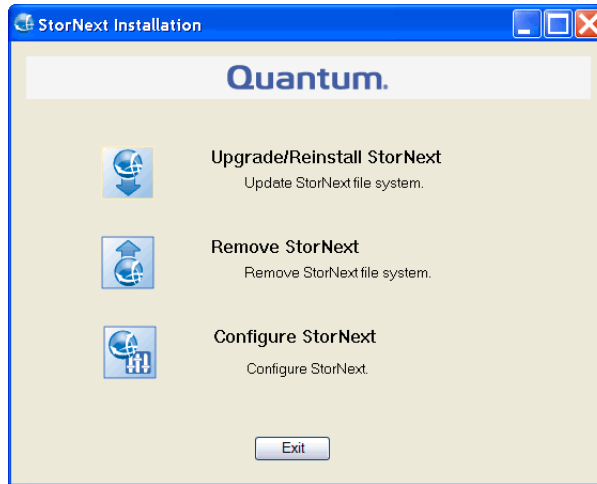 StorNext Installation
Quantum.
Upgrade/Reinstall StorNext
Update StorNext file system.
Remove StorNext
Remove StorNext file system.
Configure StorNext
Configure StorNext.
Exit